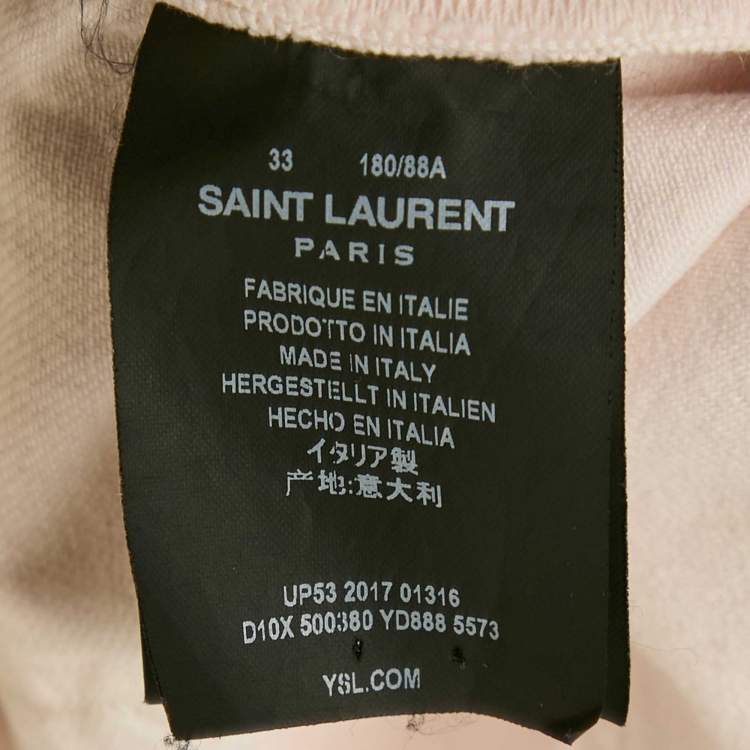 33 180/88A
SAINT LAURENT
PARIS
FABRIQUE EN ITALIE
PRODOTTO IN ITALIA
MADE IN ITALY
HERGESTELLT IN ITALIEN
HECHO EN ITALIA
イタリア製
产地:意大利
UP53 2017 01316
D10X 500380 YD888 5573
YSL.COM